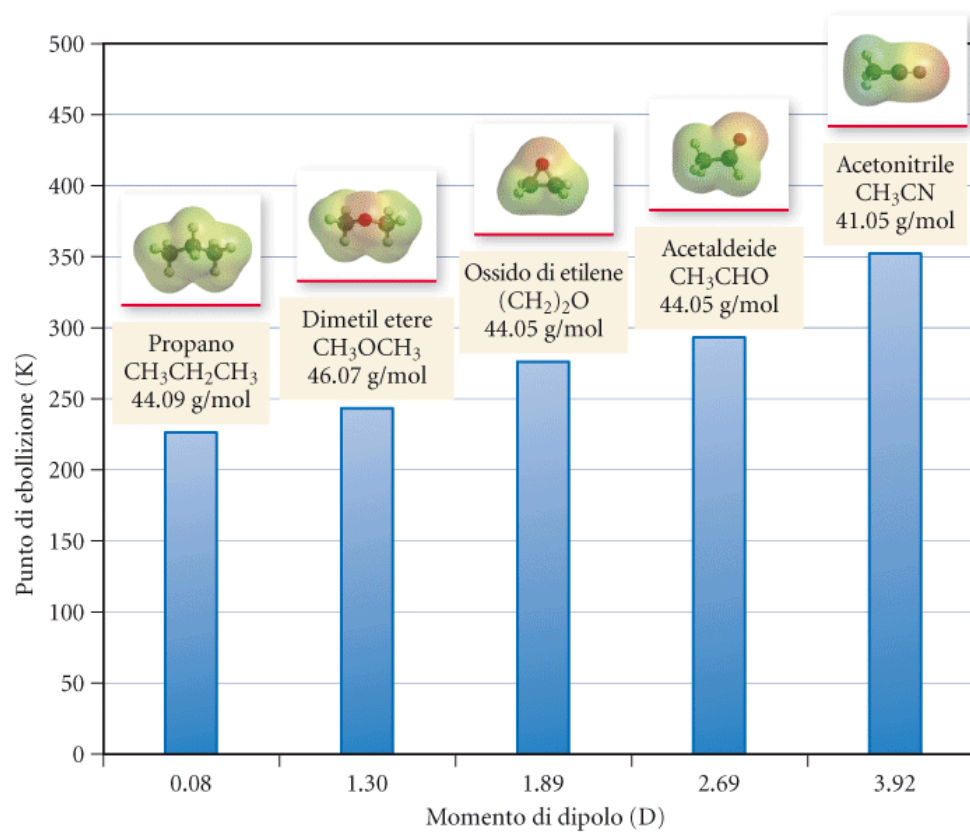 500
450
400
350
300
250
200
150
100
50
0
Punto di ebollizione (K)
Propano
CH₃CH₂CH₃
44.09 g/mol
Dimetil etere
CH₃OCH₃
46.07 g/mol
Ossido di etilene
(CH₂)₂O
44.05 g/mol
Acetaldeide
CH₃CHO
44.05 g/mol
Acetonitrile
CH₃CN
41.05 g/mol
0.08 1.30 1.89 2.69 3.92
Momento di dipolo (D)